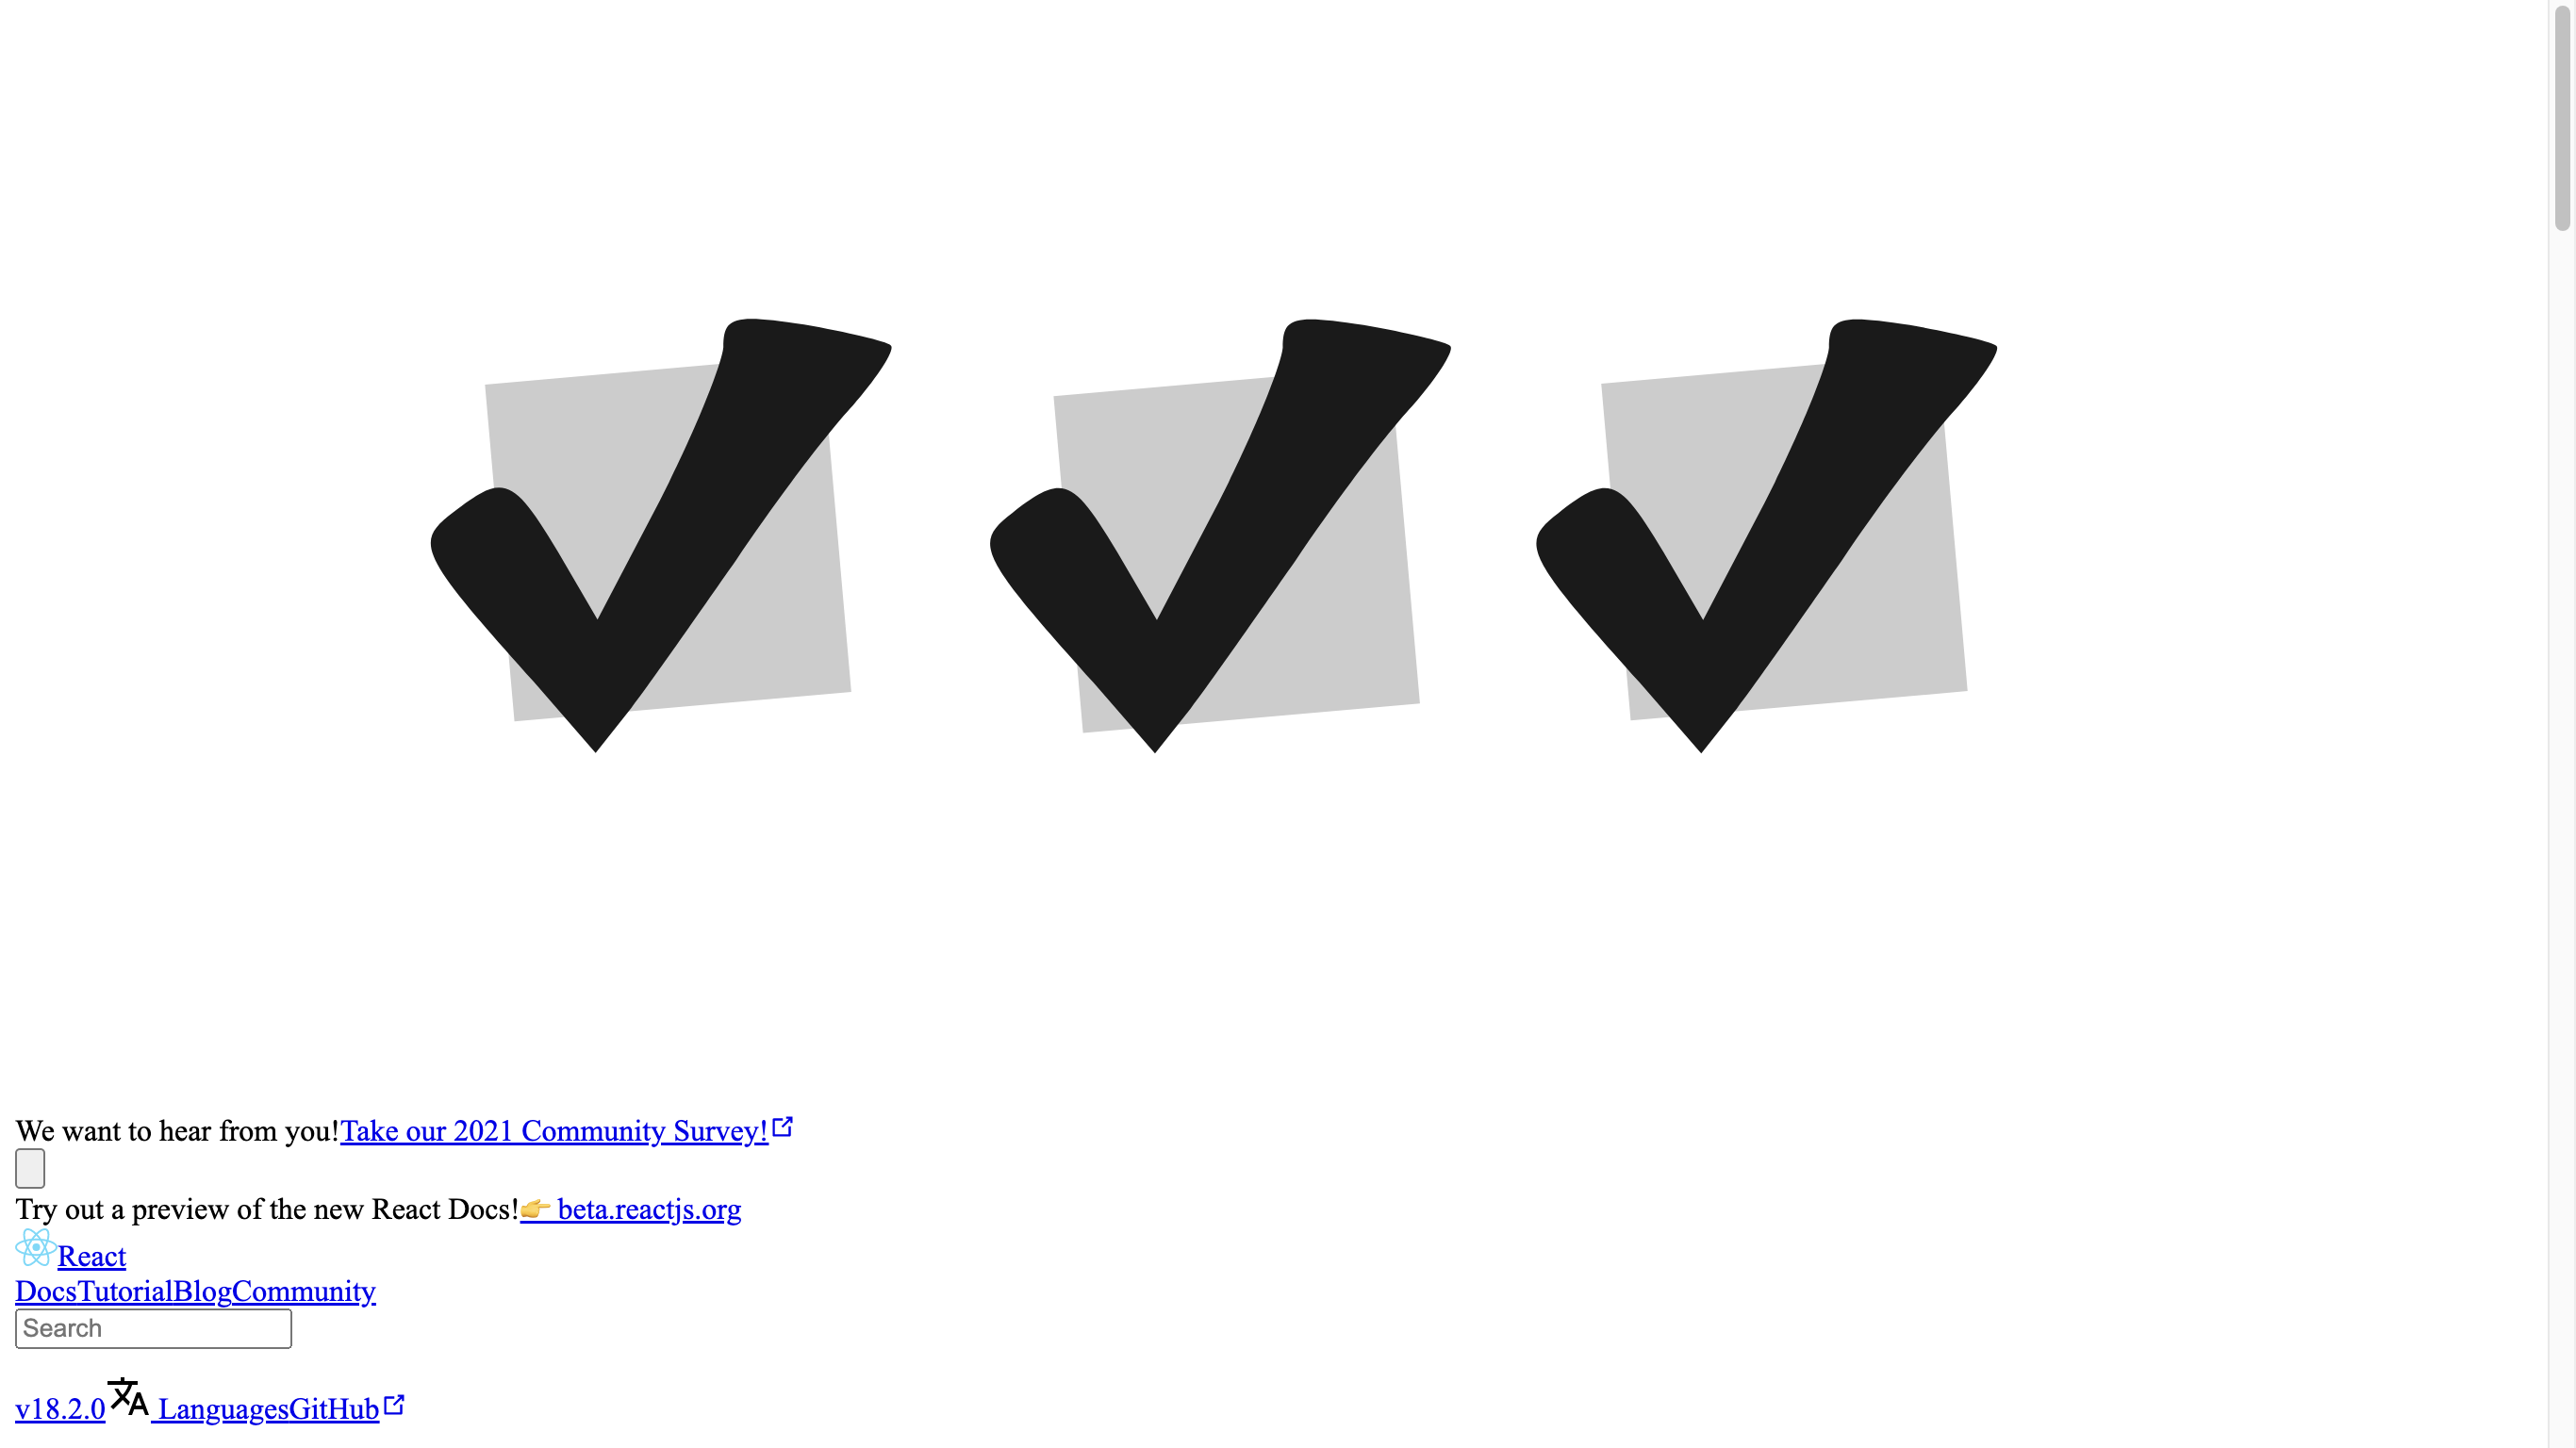 We want to hear from you!Take our 2021 Community Survey!
Try out a preview of the new React Docs!👉 beta.reactjs.org
React
DocsTutorialBlogCommunity
Search
v18.2.0 LanguagesGitHub